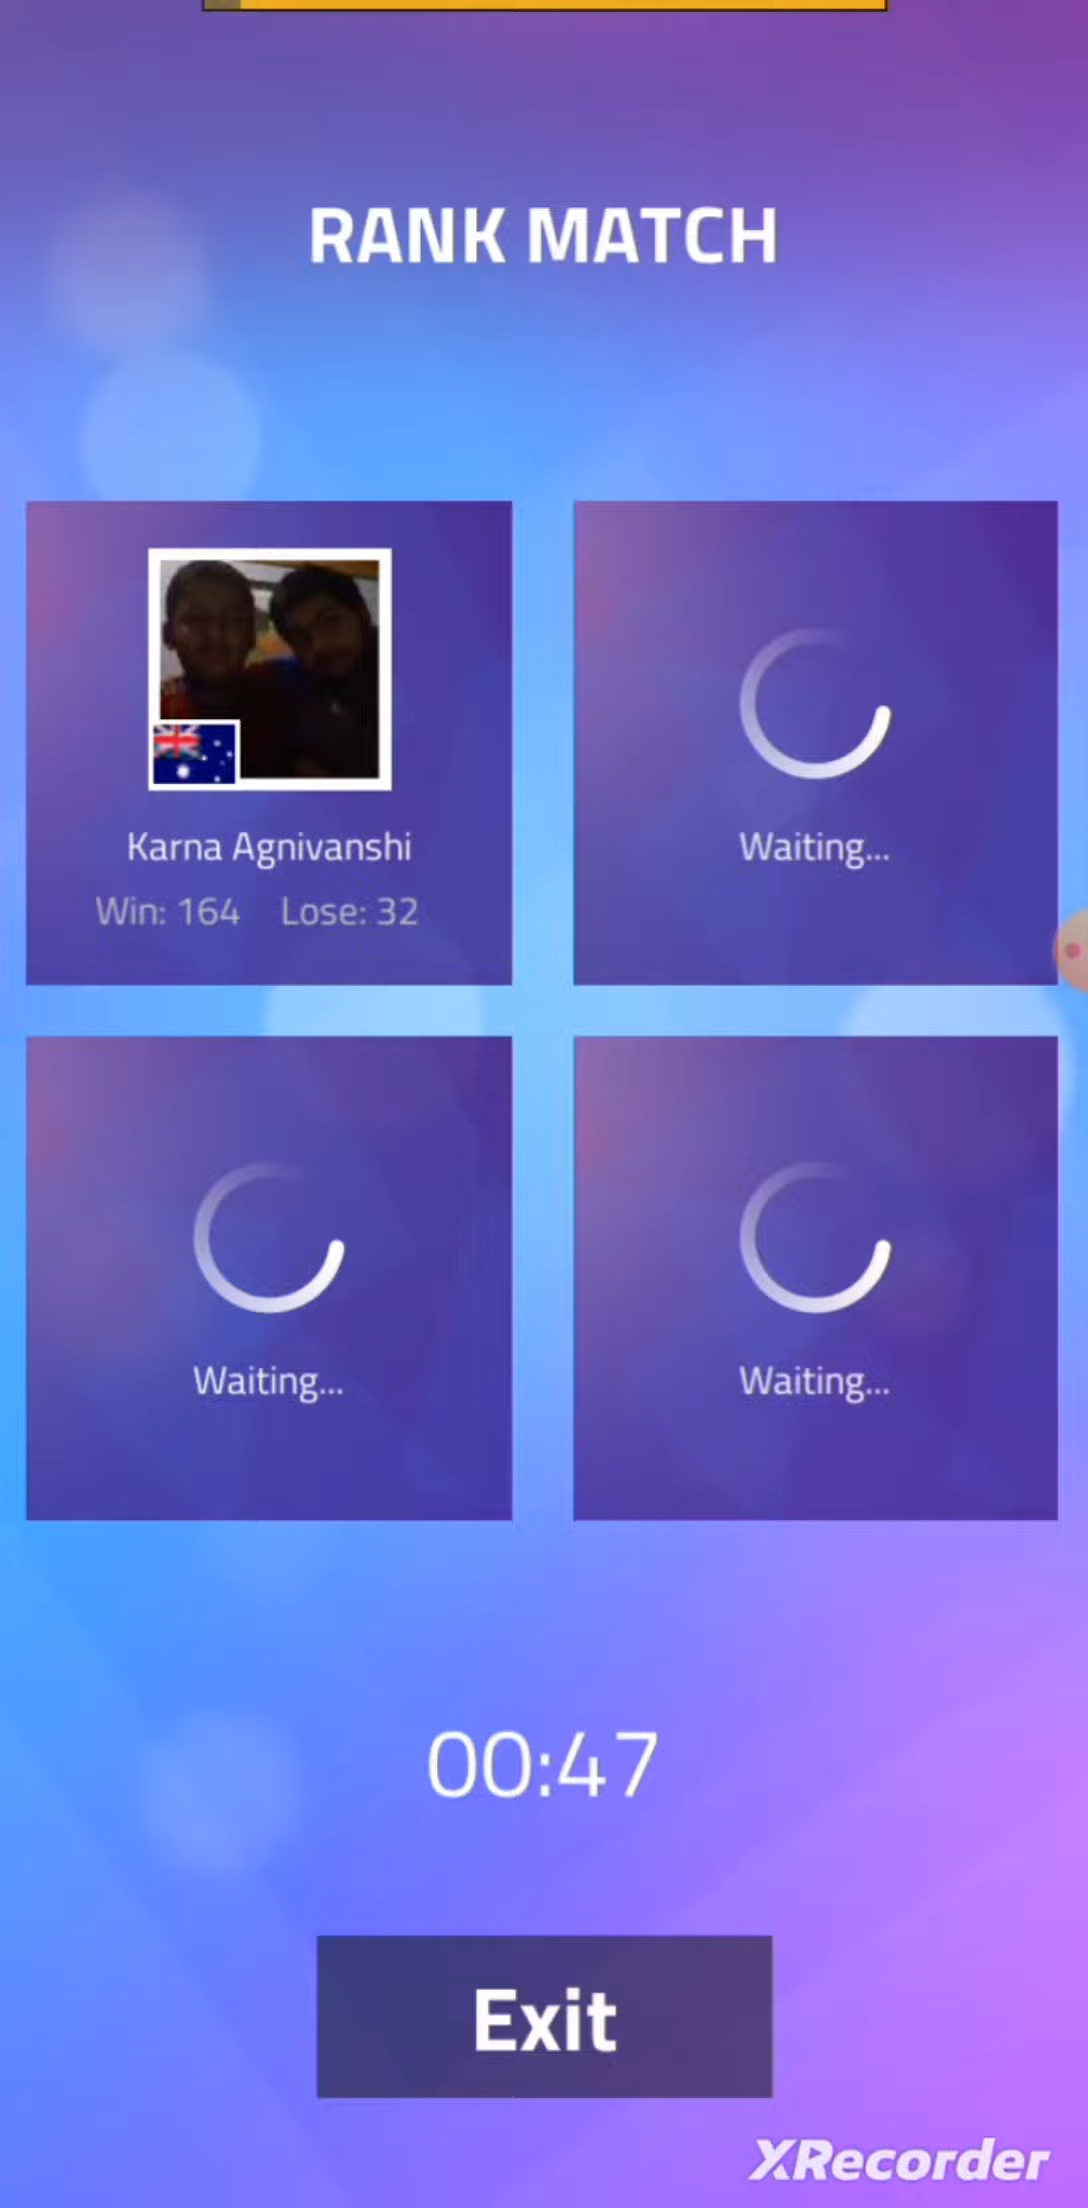 RANK MATCH
Karna Agnivanshi
Win: 164 Lose: 32
Waiting...
Waiting...
Waiting...
00:47
Exit
XRecorder